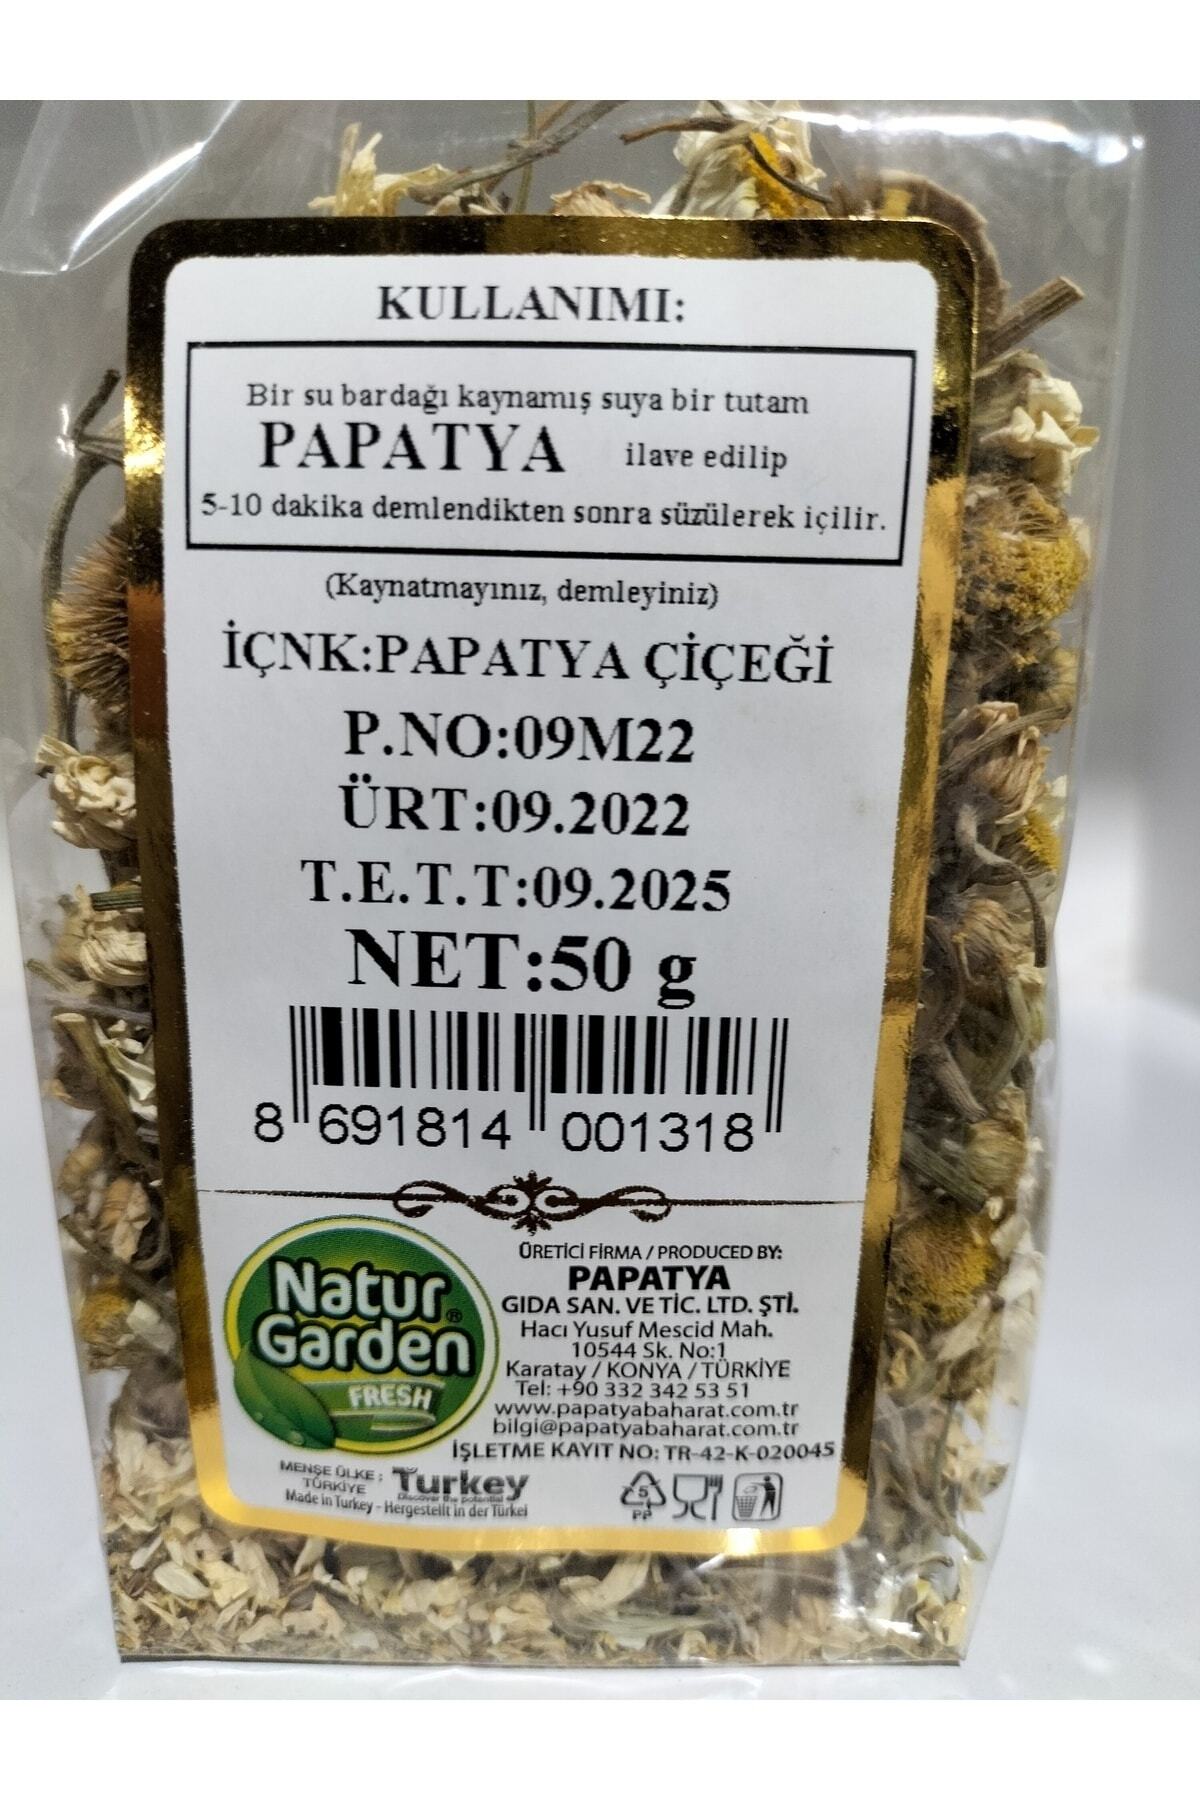 KULLANIMI:
Bir su bardağı kaynamış suya bir tutam
PAPATYA ilave edilip
5-10 dakika demlendikten sonra süzülerek içilir.
(Kaynatmayınız, demleyiniz)
İÇNK:PAPATYA ÇİÇEĞİ
P.NO:09M22
ÜRT:09.2022
T.E.T.T:09.2025
NET:50 g
8 691814 001318
Natur
Garden®
FRESH
ÜRETİCİ FİRMA / PRODUCED BY:
PAPATYA
GIDA SAN. VE TİC. LTD. ŞTİ.
Hacı Yusuf Mescid Mah.
10544 Sk. No:1
Karatay / KONYA / TÜRKİYE
Tel: +90 332 342 53 51
www.papatyabaharat.com.tr
bilgi@papatyabaharat.com.tr
İŞLETME KAYIT NO: TR-42-K-020045
MENŞE ÜLKE :
TÜRKİYE
Turkey
Discover the potential
Made in Turkey - Hergestellt in der Türkei
5
PP